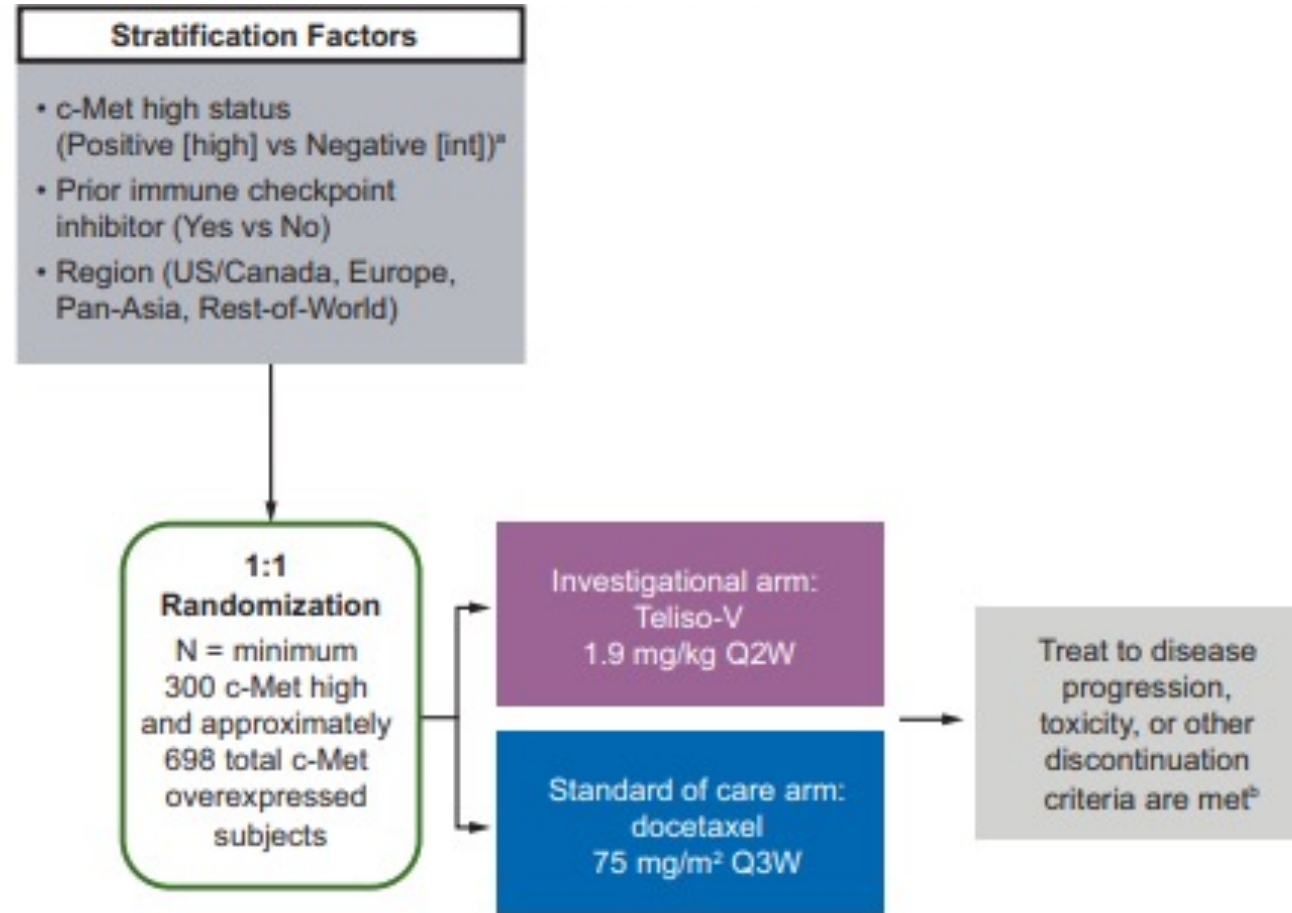 Stratification Factors
• c-Met high status
(Positive [high] vs Negative [int])ᵃ
• Prior immune checkpoint
inhibitor (Yes vs No)
• Region (US/Canada, Europe,
Pan-Asia, Rest-of-World)
1:1
Randomization
N = minimum
300 c-Met high
and approximately
698 total c-Met
overexpressed
subjects
Investigational arm:
Teliso-V
1.9 mg/kg Q2W
Standard of care arm:
docetaxel
75 mg/m² Q3W
Treat to disease
progression,
toxicity, or other
discontinuation
criteria are metᵇ